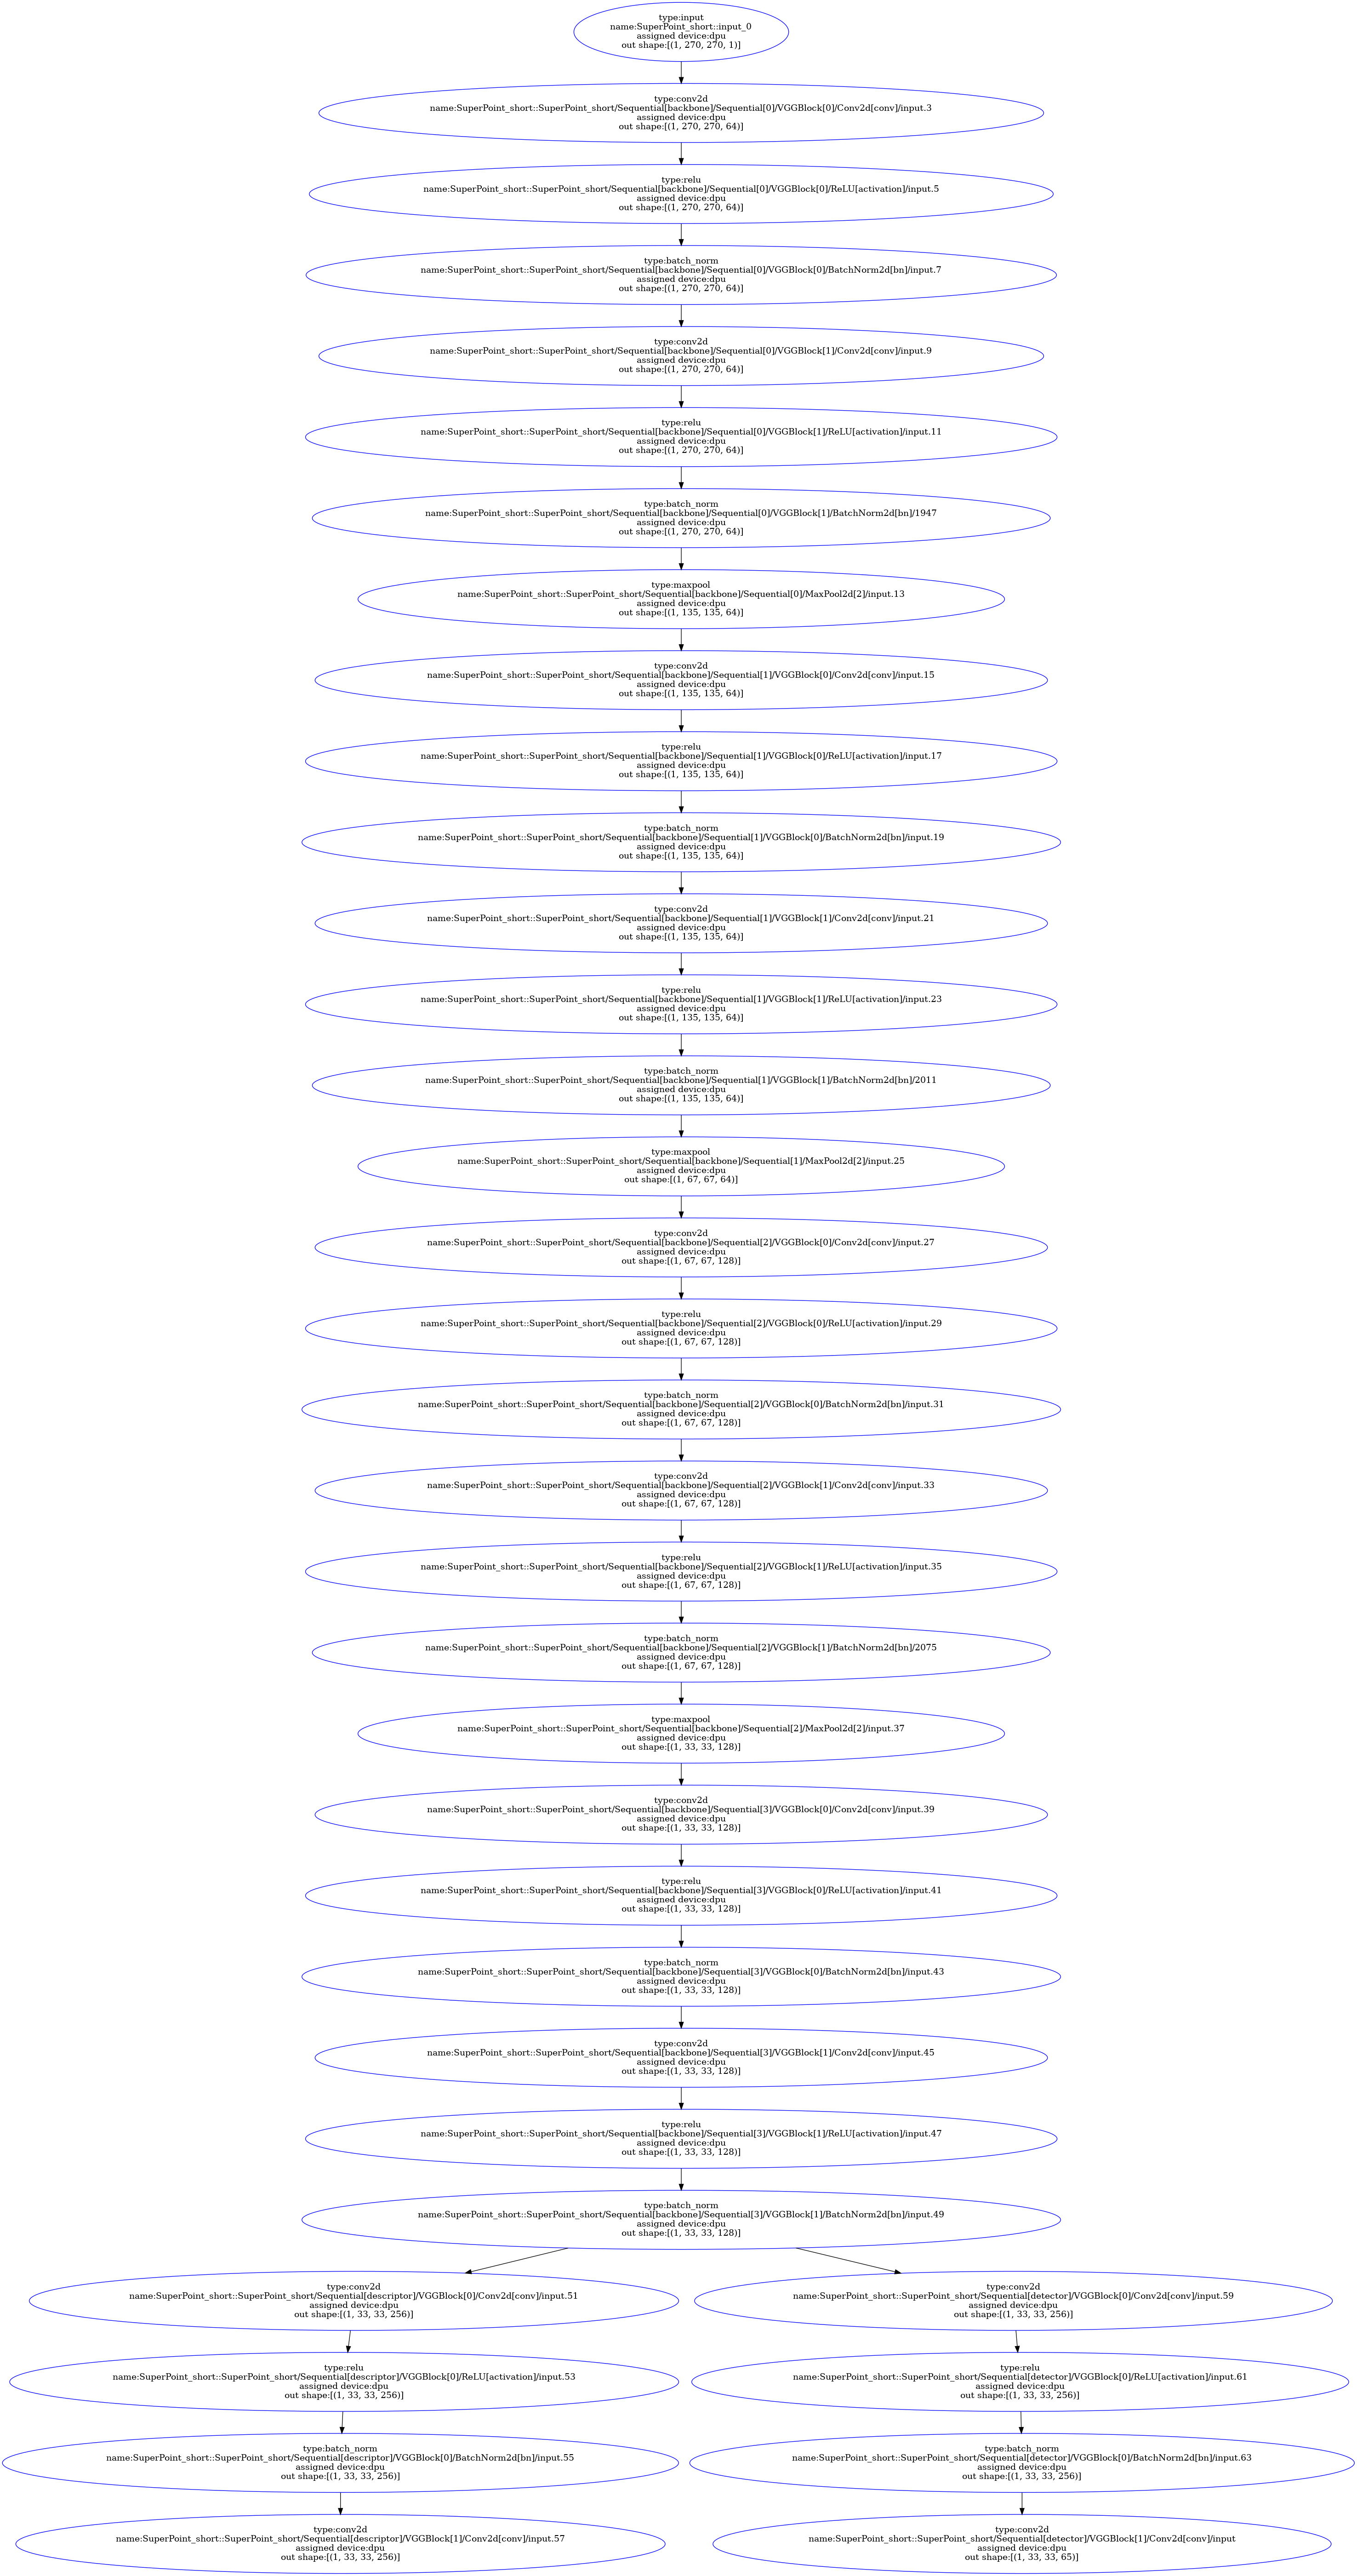 type:input
name:SuperPoint_short::input_0
assigned device:dpu
out shape:[(1, 270, 270, 1)]
type:conv2d
name:SuperPoint_short::SuperPoint_short/Sequential[backbone]/Sequential[0]/VGGBlock[0]/Conv2d[conv]/input.3
assigned device:dpu
out shape:[(1, 270, 270, 64)]
type:relu
name:SuperPoint_short::SuperPoint_short/Sequential[backbone]/Sequential[0]/VGGBlock[0]/ReLU[activation]/input.5
assigned device:dpu
out shape:[(1, 270, 270, 64)]
type:batch_norm
name:SuperPoint_short::SuperPoint_short/Sequential[backbone]/Sequential[0]/VGGBlock[0]/BatchNorm2d[bn]/input.7
assigned device:dpu
out shape:[(1, 270, 270, 64)]
type:conv2d
name:SuperPoint_short::SuperPoint_short/Sequential[backbone]/Sequential[0]/VGGBlock[1]/Conv2d[conv]/input.9
assigned device:dpu
out shape:[(1, 270, 270, 64)]
type:relu
name:SuperPoint_short::SuperPoint_short/Sequential[backbone]/Sequential[0]/VGGBlock[1]/ReLU[activation]/input.11
assigned device:dpu
out shape:[(1, 270, 270, 64)]
type:batch_norm
name:SuperPoint_short::SuperPoint_short/Sequential[backbone]/Sequential[0]/VGGBlock[1]/BatchNorm2d[bn]/1947
assigned device:dpu
out shape:[(1, 270, 270, 64)]
type:maxpool
name:SuperPoint_short::SuperPoint_short/Sequential[backbone]/Sequential[0]/MaxPool2d[2]/input.13
assigned device:dpu
out shape:[(1, 135, 135, 64)]
type:conv2d
name:SuperPoint_short::SuperPoint_short/Sequential[backbone]/Sequential[1]/VGGBlock[0]/Conv2d[conv]/input.15
assigned device:dpu
out shape:[(1, 135, 135, 64)]
type:relu
name:SuperPoint_short::SuperPoint_short/Sequential[backbone]/Sequential[1]/VGGBlock[0]/ReLU[activation]/input.17
assigned device:dpu
out shape:[(1, 135, 135, 64)]
type:batch_norm
name:SuperPoint_short::SuperPoint_short/Sequential[backbone]/Sequential[1]/VGGBlock[0]/BatchNorm2d[bn]/input.19
assigned device:dpu
out shape:[(1, 135, 135, 64)]
type:conv2d
name:SuperPoint_short::SuperPoint_short/Sequential[backbone]/Sequential[1]/VGGBlock[1]/Conv2d[conv]/input.21
assigned device:dpu
out shape:[(1, 135, 135, 64)]
type:relu
name:SuperPoint_short::SuperPoint_short/Sequential[backbone]/Sequential[1]/VGGBlock[1]/ReLU[activation]/input.23
assigned device:dpu
out shape:[(1, 135, 135, 64)]
type:batch_norm
name:SuperPoint_short::SuperPoint_short/Sequential[backbone]/Sequential[1]/VGGBlock[1]/BatchNorm2d[bn]/2011
assigned device:dpu
out shape:[(1, 135, 135, 64)]
type:maxpool
name:SuperPoint_short::SuperPoint_short/Sequential[backbone]/Sequential[1]/MaxPool2d[2]/input.25
assigned device:dpu
out shape:[(1, 67, 67, 64)]
type:conv2d
name:SuperPoint_short::SuperPoint_short/Sequential[backbone]/Sequential[2]/VGGBlock[0]/Conv2d[conv]/input.27
assigned device:dpu
out shape:[(1, 67, 67, 128)]
type:relu
name:SuperPoint_short::SuperPoint_short/Sequential[backbone]/Sequential[2]/VGGBlock[0]/ReLU[activation]/input.29
assigned device:dpu
out shape:[(1, 67, 67, 128)]
type:batch_norm
name:SuperPoint_short::SuperPoint_short/Sequential[backbone]/Sequential[2]/VGGBlock[0]/BatchNorm2d[bn]/input.31
assigned device:dpu
out shape:[(1, 67, 67, 128)]
type:conv2d
name:SuperPoint_short::SuperPoint_short/Sequential[backbone]/Sequential[2]/VGGBlock[1]/Conv2d[conv]/input.33
assigned device:dpu
out shape:[(1, 67, 67, 128)]
type:relu
name:SuperPoint_short::SuperPoint_short/Sequential[backbone]/Sequential[2]/VGGBlock[1]/ReLU[activation]/input.35
assigned device:dpu
out shape:[(1, 67, 67, 128)]
type:batch_norm
name:SuperPoint_short::SuperPoint_short/Sequential[backbone]/Sequential[2]/VGGBlock[1]/BatchNorm2d[bn]/2075
assigned device:dpu
out shape:[(1, 67, 67, 128)]
type:maxpool
name:SuperPoint_short::SuperPoint_short/Sequential[backbone]/Sequential[2]/MaxPool2d[2]/input.37
assigned device:dpu
out shape:[(1, 33, 33, 128)]
type:conv2d
name:SuperPoint_short::SuperPoint_short/Sequential[backbone]/Sequential[3]/VGGBlock[0]/Conv2d[conv]/input.39
assigned device:dpu
out shape:[(1, 33, 33, 128)]
type:relu
name:SuperPoint_short::SuperPoint_short/Sequential[backbone]/Sequential[3]/VGGBlock[0]/ReLU[activation]/input.41
assigned device:dpu
out shape:[(1, 33, 33, 128)]
type:batch_norm
name:SuperPoint_short::SuperPoint_short/Sequential[backbone]/Sequential[3]/VGGBlock[0]/BatchNorm2d[bn]/input.43
assigned device:dpu
out shape:[(1, 33, 33, 128)]
type:conv2d
name:SuperPoint_short::SuperPoint_short/Sequential[backbone]/Sequential[3]/VGGBlock[1]/Conv2d[conv]/input.45
assigned device:dpu
out shape:[(1, 33, 33, 128)]
type:relu
name:SuperPoint_short::SuperPoint_short/Sequential[backbone]/Sequential[3]/VGGBlock[1]/ReLU[activation]/input.47
assigned device:dpu
out shape:[(1, 33, 33, 128)]
type:batch_norm
name:SuperPoint_short::SuperPoint_short/Sequential[backbone]/Sequential[3]/VGGBlock[1]/BatchNorm2d[bn]/input.49
assigned device:dpu
out shape:[(1, 33, 33, 128)]
type:conv2d
name:SuperPoint_short::SuperPoint_short/Sequential[descriptor]/VGGBlock[0]/Conv2d[conv]/input.51
assigned device:dpu
out shape:[(1, 33, 33, 256)]
type:conv2d
name:SuperPoint_short::SuperPoint_short/Sequential[detector]/VGGBlock[0]/Conv2d[conv]/input.59
assigned device:dpu
out shape:[(1, 33, 33, 256)]
type:relu
name:SuperPoint_short::SuperPoint_short/Sequential[descriptor]/VGGBlock[0]/ReLU[activation]/input.53
assigned device:dpu
out shape:[(1, 33, 33, 256)]
type:relu
name:SuperPoint_short::SuperPoint_short/Sequential[detector]/VGGBlock[0]/ReLU[activation]/input.61
assigned device:dpu
out shape:[(1, 33, 33, 256)]
type:batch_norm
name:SuperPoint_short::SuperPoint_short/Sequential[descriptor]/VGGBlock[0]/BatchNorm2d[bn]/input.55
assigned device:dpu
out shape:[(1, 33, 33, 256)]
type:batch_norm
name:SuperPoint_short::SuperPoint_short/Sequential[detector]/VGGBlock[0]/BatchNorm2d[bn]/input.63
assigned device:dpu
out shape:[(1, 33, 33, 256)]
type:conv2d
name:SuperPoint_short::SuperPoint_short/Sequential[descriptor]/VGGBlock[1]/Conv2d[conv]/input.57
assigned device:dpu
out shape:[(1, 33, 33, 256)]
type:conv2d
name:SuperPoint_short::SuperPoint_short/Sequential[detector]/VGGBlock[1]/Conv2d[conv]/input
assigned device:dpu
out shape:[(1, 33, 33, 65)]